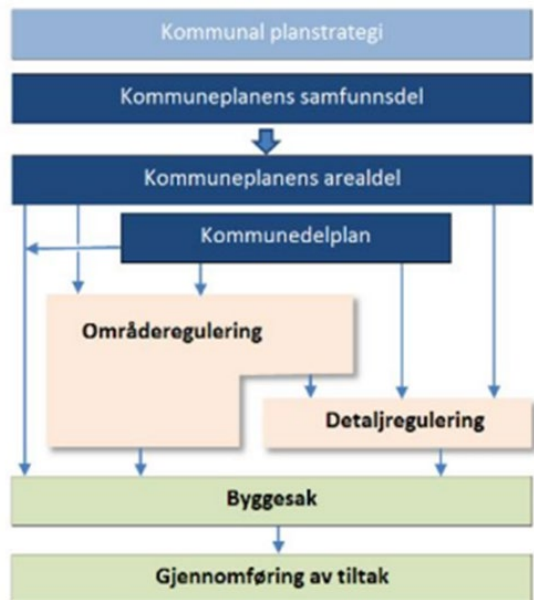 Kommunal planstrategi
Kommuneplanens samfunnsdel
Kommuneplanens arealdel
Kommunedelplan
Områderegulering
Detaljregulering
Byggesak
Gjennomføring av tiltak